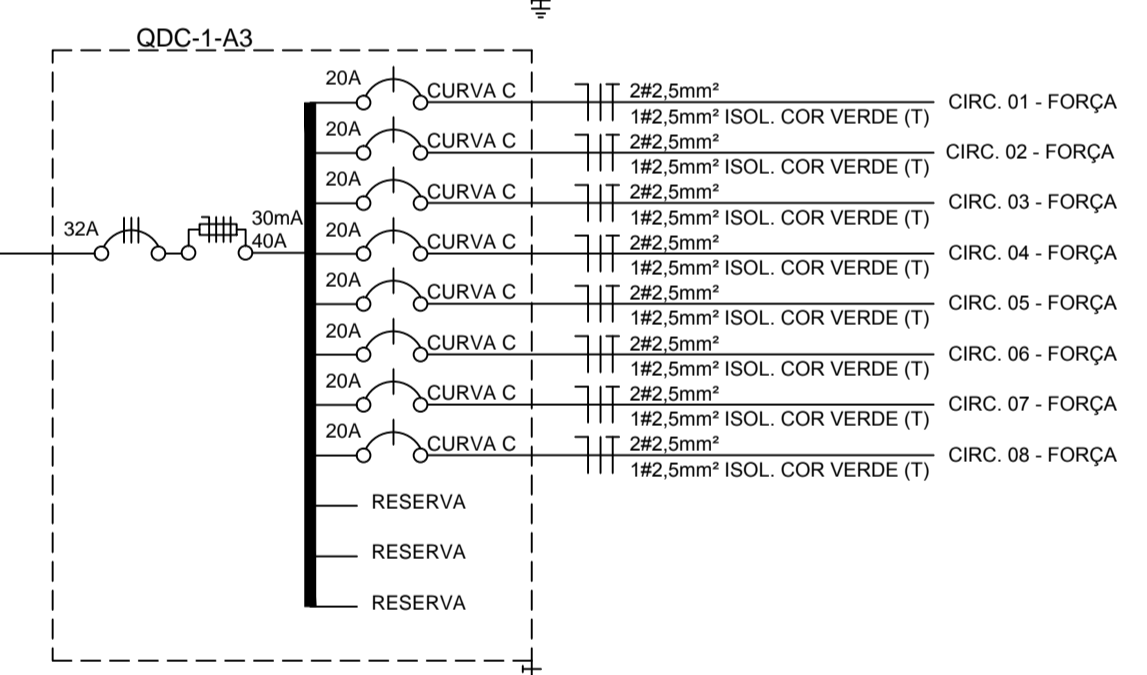 QDC-1-A3
20A
CURVA C
2#2,5mm²
1#2,5mm² ISOL. COR VERDE (T)
CIRC. 01 - FORÇA
20A
CURVA C
2#2,5mm²
1#2,5mm² ISOL. COR VERDE (T)
CIRC. 02 - FORÇA
20A
CURVA C
2#2,5mm²
1#2,5mm² ISOL. COR VERDE (T)
CIRC. 03 - FORÇA
32A
30mA
40A
20A
CURVA C
2#2,5mm²
1#2,5mm² ISOL. COR VERDE (T)
CIRC. 04 - FORÇA
20A
CURVA C
2#2,5mm²
1#2,5mm² ISOL. COR VERDE (T)
CIRC. 05 - FORÇA
20A
CURVA C
2#2,5mm²
1#2,5mm² ISOL. COR VERDE (T)
CIRC. 06 - FORÇA
20A
CURVA C
2#2,5mm²
1#2,5mm² ISOL. COR VERDE (T)
CIRC. 07 - FORÇA
20A
CURVA C
2#2,5mm²
1#2,5mm² ISOL. COR VERDE (T)
CIRC. 08 - FORÇA
RESERVA
RESERVA
RESERVA